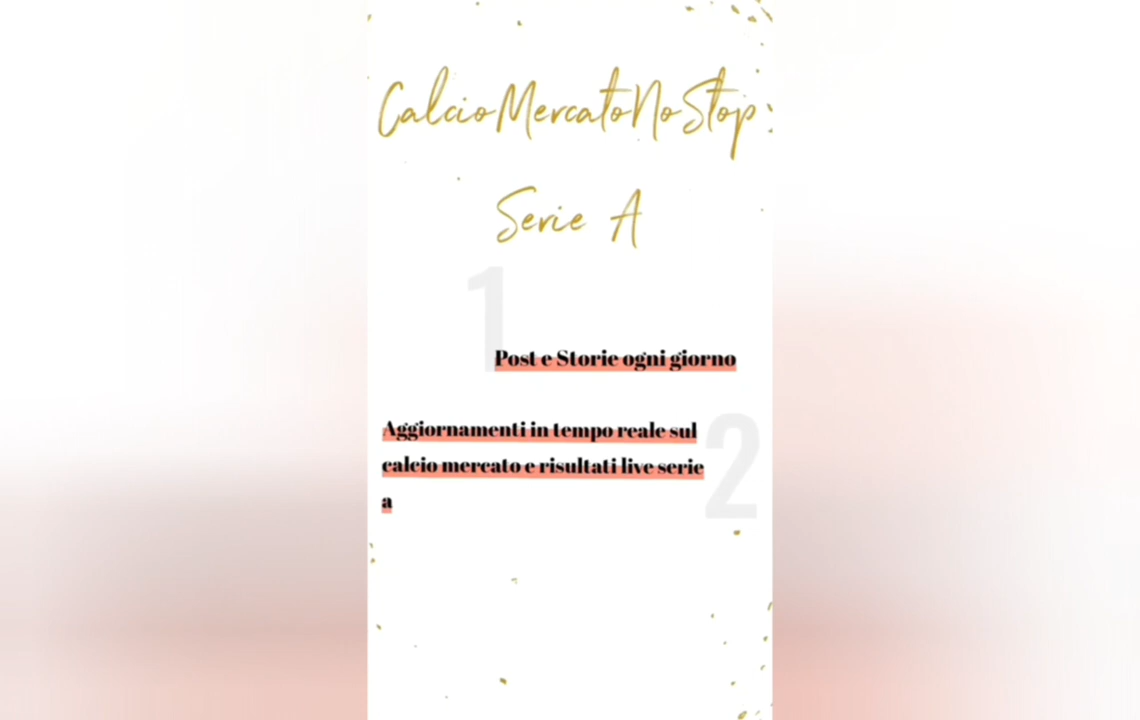 CalcioMercatoNoStop
Serie A
1
Post e Storie ogni giorno
Aggiornamenti in tempo reale sul
calcio mercato e risultati live serie
a
2